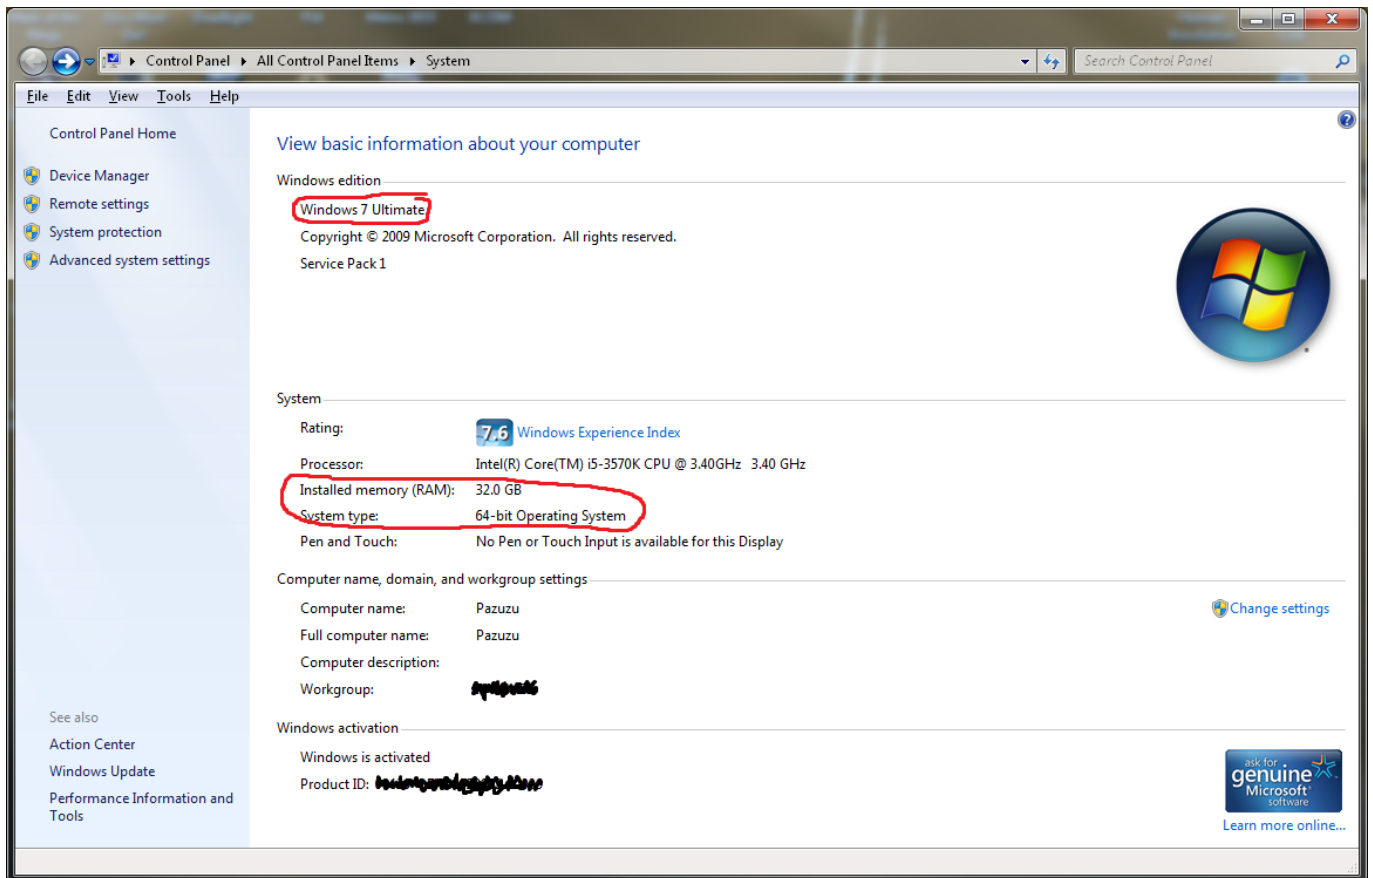 Control Panel All Control Panel Items System
Search Control Panel
File Edit View Tools Help
Control Panel Home
Device Manager
Remote settings
System protection
Advanced system settings
See also
Action Center
Windows Update
Performance Information and
Tools
View basic information about your computer
Windows edition
Windows 7 Ultimate
Copyright © 2009 Microsoft Corporation. All rights reserved.
Service Pack 1
System
Rating: 7.6 Windows Experience Index
Processor: Intel(R) Core(TM) i5-3570K CPU @ 3.40GHz 3.40 GHz
Installed memory (RAM): 32.0 GB
System type: 64-bit Operating System
Pen and Touch: No Pen or Touch Input is available for this Display
Computer name, domain, and workgroup settings
Computer name: Pazuzu
Change settings
Full computer name: Pazuzu
Computer description:
Workgroup:
Windows activation
Windows is activated
Product ID:
ask for
genuine
Microsoft
software
Learn more online...